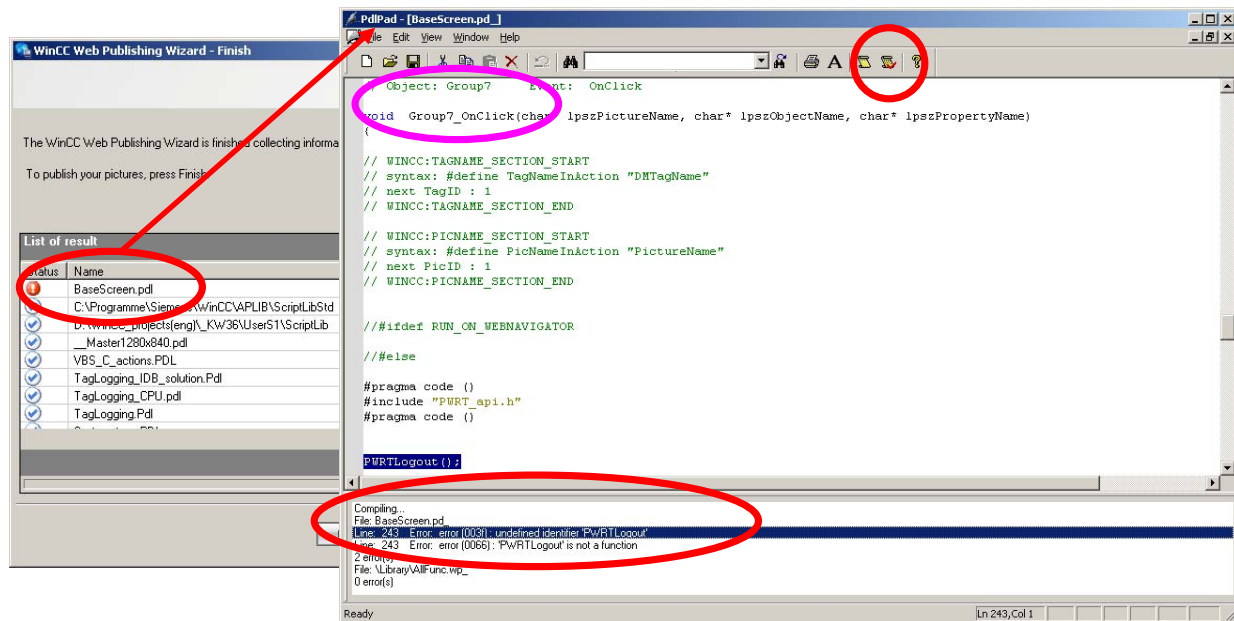 WinCC Web Publishing Wizard - Finish
The WinCC Web Publishing Wizard is finished collecting informa
To publish your pictures, press Finish
List of result
Status Name
BaseScreen.pdl
C:\Programme\Siemens\WinCC\APLIB\ScriptLibStd
D:\WinCC_projects(eng)\_KW36\UserS1\ScriptLib
__Master1280x840.pdl
VBS_C_actions.PDL
TagLogging_IDB_solution.Pdl
TagLogging_CPU.pdl
TagLogging.Pdl
PdlPad - [BaseScreen.pd_]
File Edit View Window Help
// Object: Group7 Event: OnClick
void Group7_OnClick(char* lpszPictureName, char* lpszObjectName, char* lpszPropertyName)
{
// WINCC:TAGNAME_SECTION_START
// syntax: #define TagNameInAction "DMTagName"
// next TagID : 1
// WINCC:TAGNAME_SECTION_END
// WINCC:PICNAME_SECTION_START
// syntax: #define PicNameInAction "PictureName"
// next PicID : 1
// WINCC:PICNAME_SECTION_END
//#ifdef RUN_ON_WEBNAVIGATOR
//#else
#pragma code ()
#include "PWRT_api.h"
#pragma code ()
PWRTLogout();
Compiling...
File: BaseScreen.pd_
Line: 243 Error: error (003f) : undefined identifier 'PWRTLogout'
Line: 243 Error: error (0066) : 'PWRTLogout' is not a function
2 error(s)
File: \Library\AllFunc.wp_
0 error(s)
Ready Ln 243,Col 1